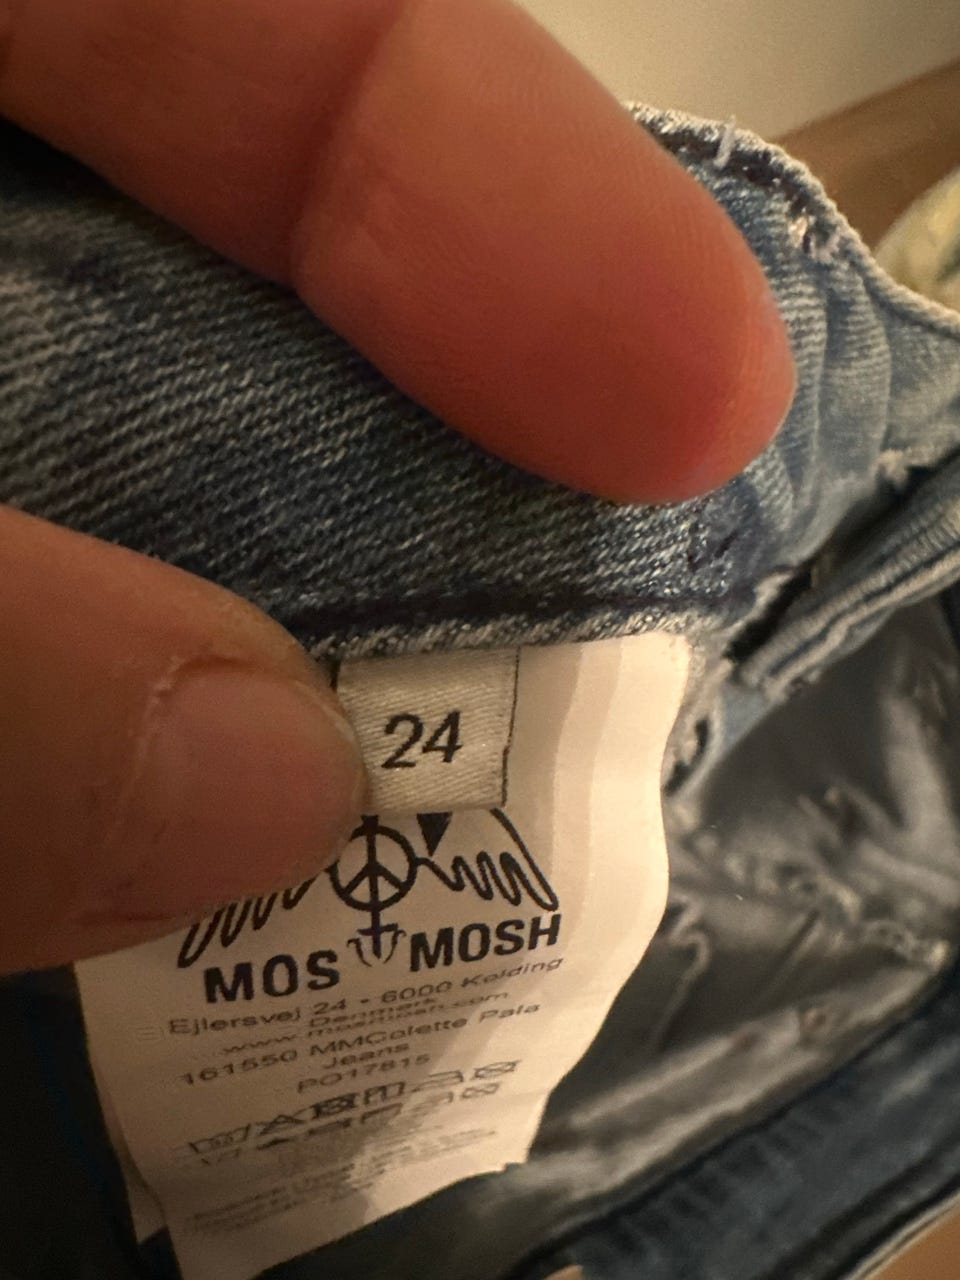 24
MOS MOSH
Ejlersvej 24 - 6000 Kolding
Denmark
www.mosmosh.com
161550 MMColette Pala
Jeans
PO17815